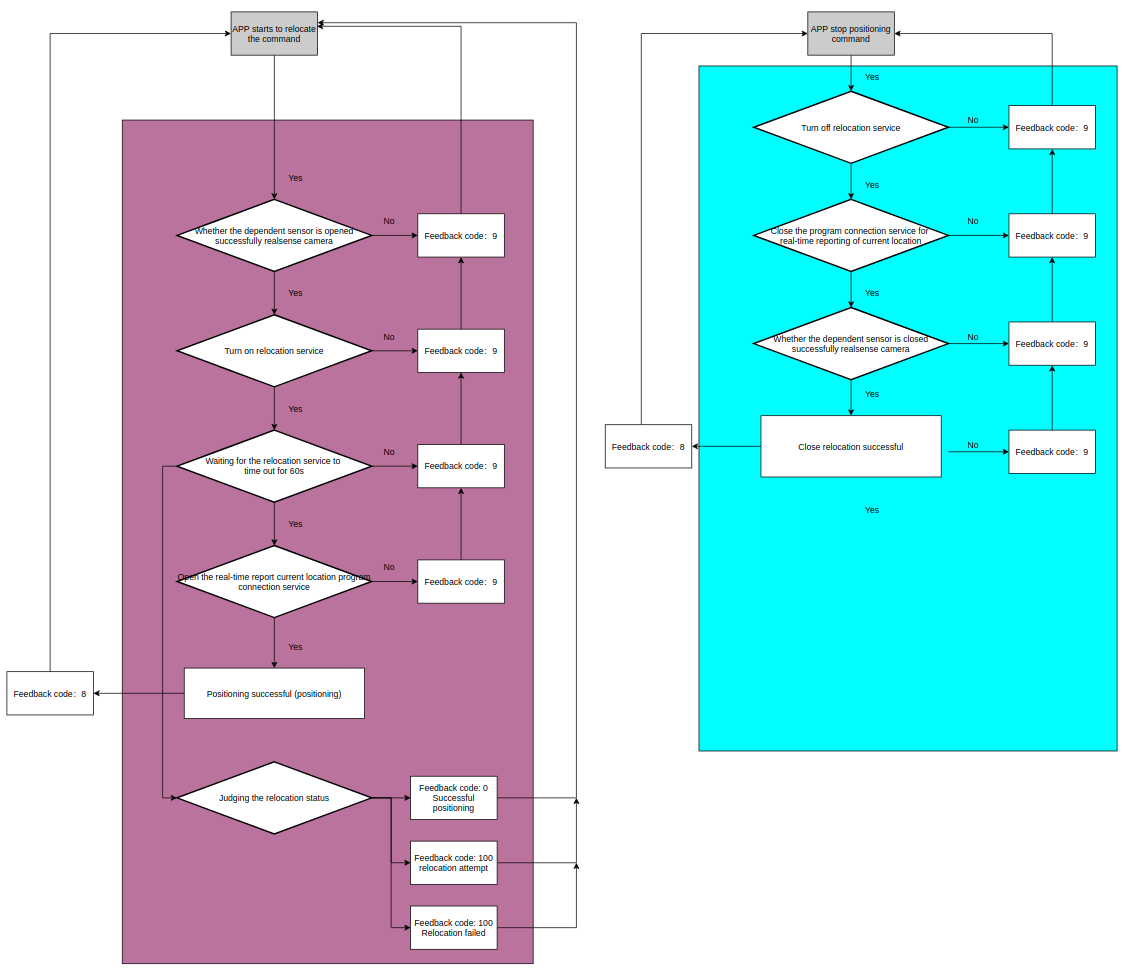 APP starts to relocate
the command
Yes
Whether the dependent sensor is opened
successfully realsense camera
No
Feedback code: 9
Yes
Turn on relocation service
No
Feedback code: 9
Yes
Waiting for the relocation service to
time out for 60s
No
Feedback code: 9
Yes
Open the real-time report current location program
connection service
No
Feedback code: 9
Yes
Feedback code: 8
Positioning successful (positioning)
Judging the relocation status
Feedback code: 0
Successful
positioning
Feedback code: 100
relocation attempt
Feedback code: 100
Relocation failed
APP stop positioning
command
Yes
Turn off relocation service
No
Feedback code: 9
Yes
Close the program connection service for
real-time reporting of current location
No
Feedback code: 9
Yes
Whether the dependent sensor is closed
successfully realsense camera
No
Feedback code: 9
Yes
Feedback code: 8
Close relocation successful
No
Feedback code: 9
Yes